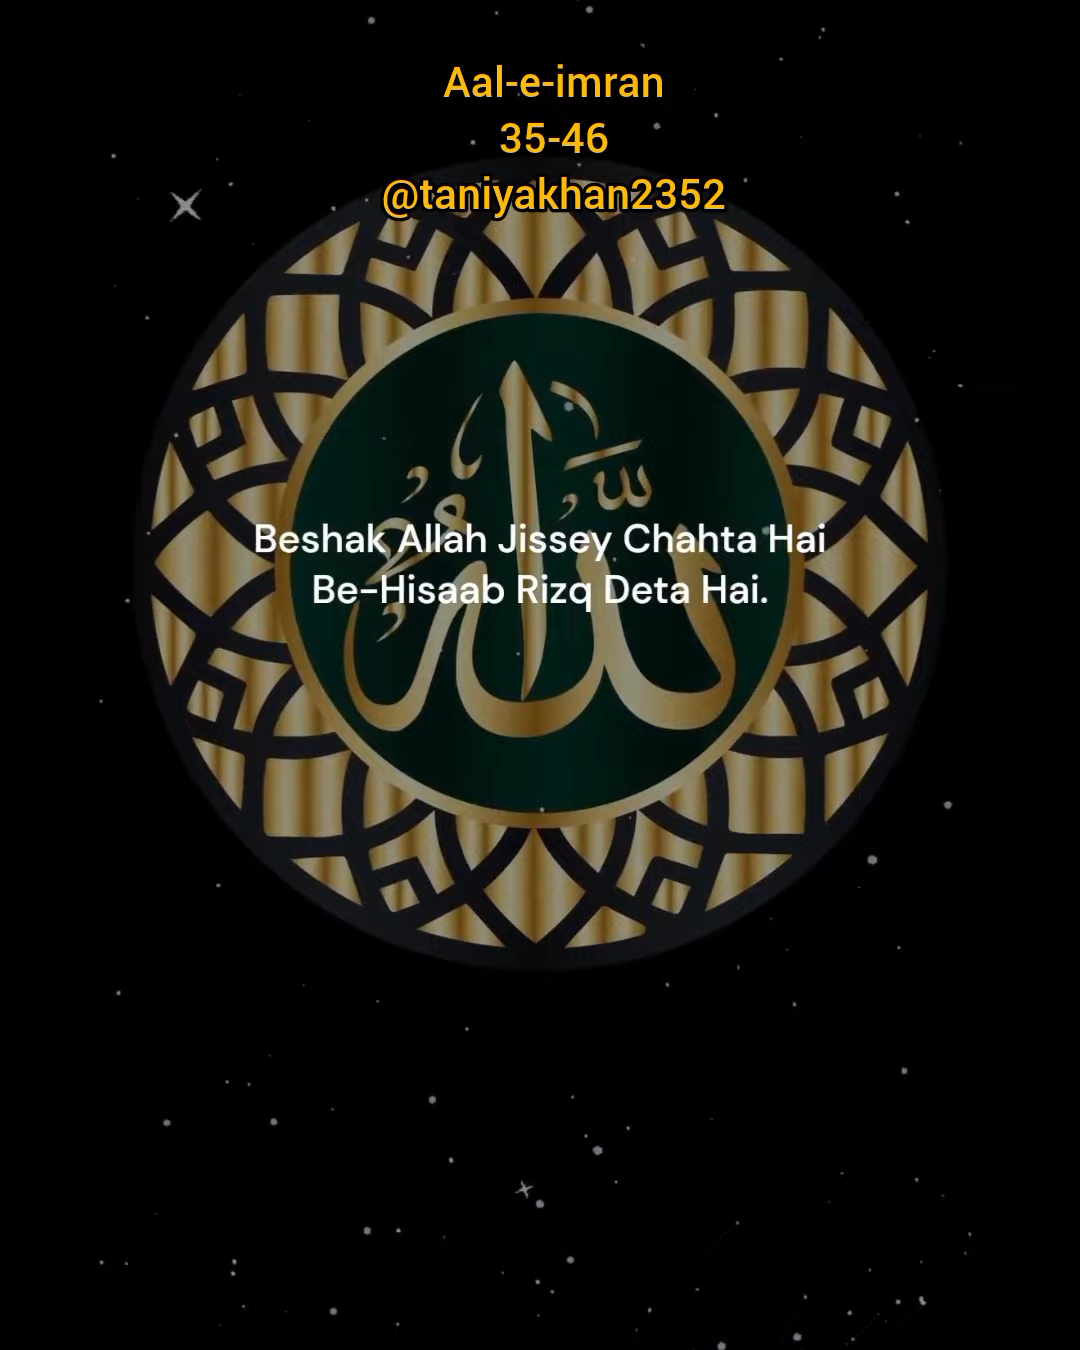 Aal-e-imran
35-46
@taniyakhan2352
الله
Beshak Allah Jissey Chahta Hai
Be-Hisaab Rizq Deta Hai.